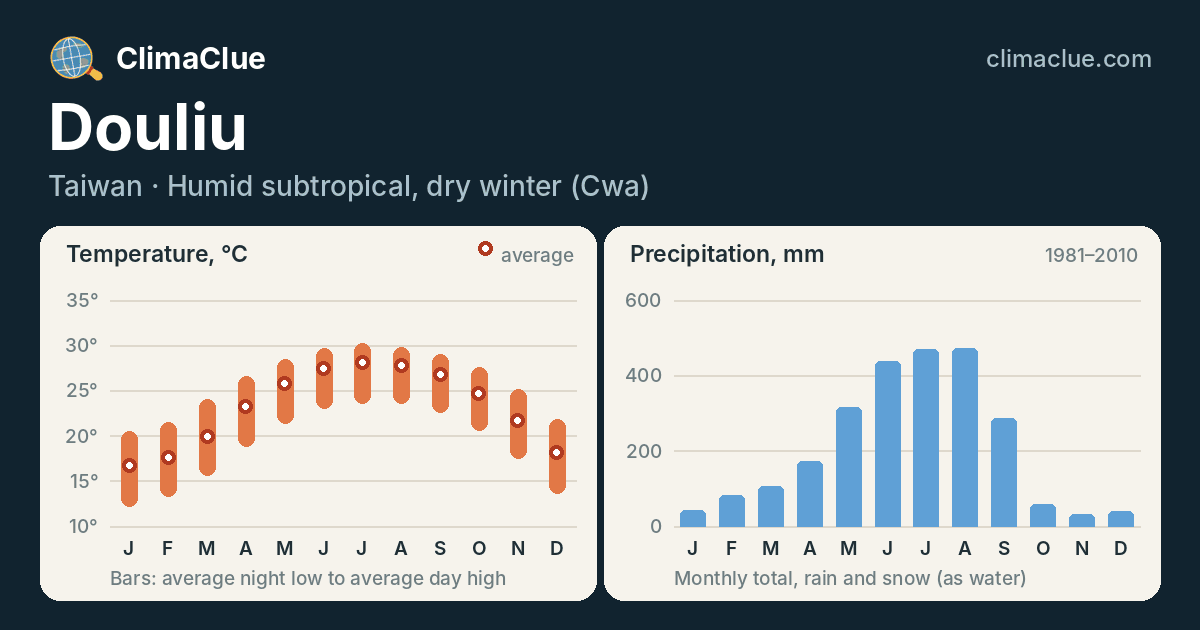 ClimaClue
climaclue.com
Douliu
Taiwan · Humid subtropical, dry winter (Cwa)
Temperature, °C
average
35°
30°
25°
20°
15°
10°
J F M A M J J A S O N D
Bars: average night low to average day high
Precipitation, mm
1981–2010
600
400
200
0
J F M A M J J A S O N D
Monthly total, rain and snow (as water)